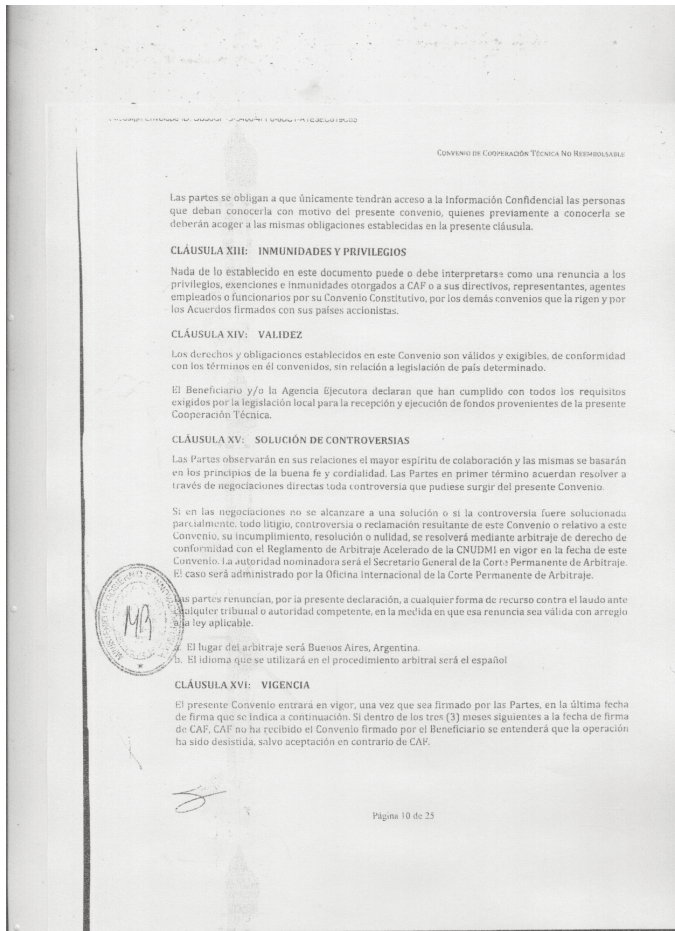 CONVENIO DE COOPERACIÓN TÉCNICA NO REEMBOLSABLE
Las partes se obligan a que únicamente tendrán acceso a la Información Confidencial las personas
que deban conocerla con motivo del presente convenio, quienes previamente a conocerla se
deberán acoger a las mismas obligaciones establecidas en la presente cláusula.
CLÁUSULA XIII: INMUNIDADES Y PRIVILEGIOS
Nada de lo establecido en este documento puede o debe interpretarse como una renuncia a los
privilegios, exenciones e inmunidades otorgados a CAF o a sus directivos, representantes, agentes
empleados o funcionarios por su Convenio Constitutivo, por los demás convenios que la rigen y por
los Acuerdos firmados con sus países accionistas.
CLÁUSULA XIV: VALIDEZ
Los derechos y obligaciones establecidos en este Convenio son válidos y exigibles, de conformidad
con los términos en él convenidos, sin relación a legislación de país determinado.
El Beneficiario y/o la Agencia Ejecutora declaran que han cumplido con todos los requisitos
exigidos por la legislación local para la recepción y ejecución de fondos provenientes de la presente
Cooperación Técnica.
CLÁUSULA XV: SOLUCIÓN DE CONTROVERSIAS
Las Partes observarán en sus relaciones el mayor espíritu de colaboración y las mismas se basarán
en los principios de la buena fe y cordialidad. Las Partes en primer término acuerdan resolver a
través de negociaciones directas toda controversia que pudiese surgir del presente Convenio.
Si en las negociaciones no se alcanzare a una solución o si la controversia fuere solucionada
parcialmente, todo litigio, controversia o reclamación resultante de este Convenio o relativo a este
Convenio, su incumplimiento, resolución o nulidad, se resolverá mediante arbitraje de derecho de
conformidad con el Reglamento de Arbitraje Acelerado de la CNUDMI en vigor en la fecha de este
Convenio. La autoridad nominadora será el Secretario General de la Corte Permanente de Arbitraje.
El caso será administrado por la Oficina Internacional de la Corte Permanente de Arbitraje.
Las partes renuncian, por la presente declaración, a cualquier forma de recurso contra el laudo ante
cualquier tribunal o autoridad competente, en la medida en que esa renuncia sea válida con arreglo
a la ley aplicable.
a. El lugar del arbitraje será Buenos Aires, Argentina.
b. El idioma que se utilizará en el procedimiento arbitral será el español
CLÁUSULA XVI: VIGENCIA
El presente Convenio entrará en vigor, una vez que sea firmado por las Partes, en la última fecha
de firma que se indica a continuación. Si dentro de los tres (3) meses siguientes a la fecha de firma
de CAF, CAF no ha recibido el Convenio firmado por el Beneficiario se entenderá que la operación
ha sido desistida, salvo aceptación en contrario de CAF.
Página 10 de 25